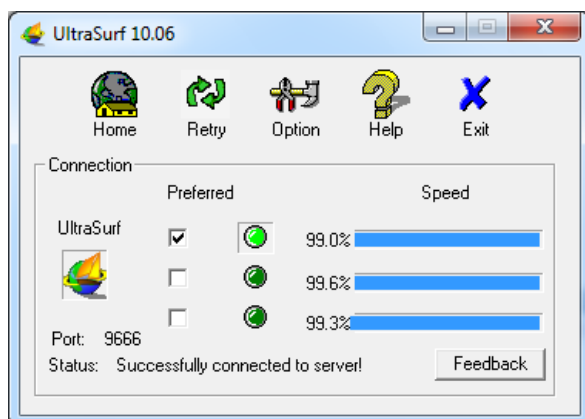 UltraSurf 10.06
Home Retry Option Help Exit
Connection
Preferred Speed
UltraSurf
99.0%
99.6%
99.3%
Port: 9666
Status: Successfully connected to server!
Feedback